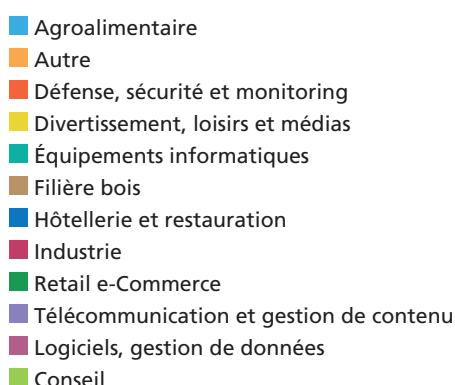 Agroalimentaire
Autre
Défense, sécurité et monitoring
Divertissement, loisirs et médias
Équipements informatiques
Filière bois
Hôtellerie et restauration
Industrie
Retail e-Commerce
Télécommunication et gestion de contenu
Logiciels, gestion de données
Conseil